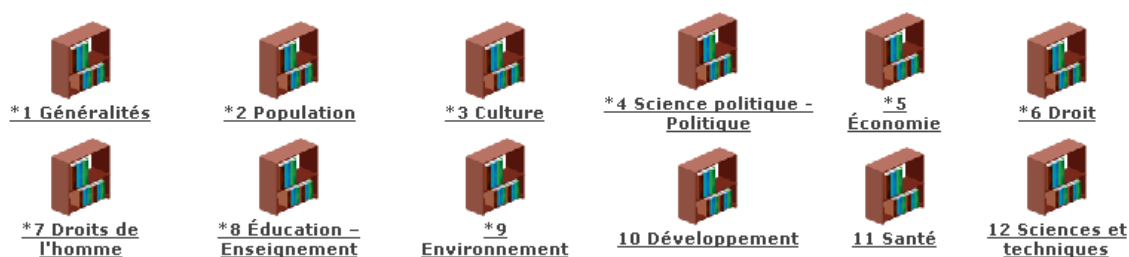 *1 Généralités
*2 Population
*3 Culture
*4 Science politique -
Politique
*5
Économie
*6 Droit
*7 Droits de
l'homme
*8 Éducation –
Enseignement
*9
Environnement
10 Développement
11 Santé
12 Sciences et
techniques